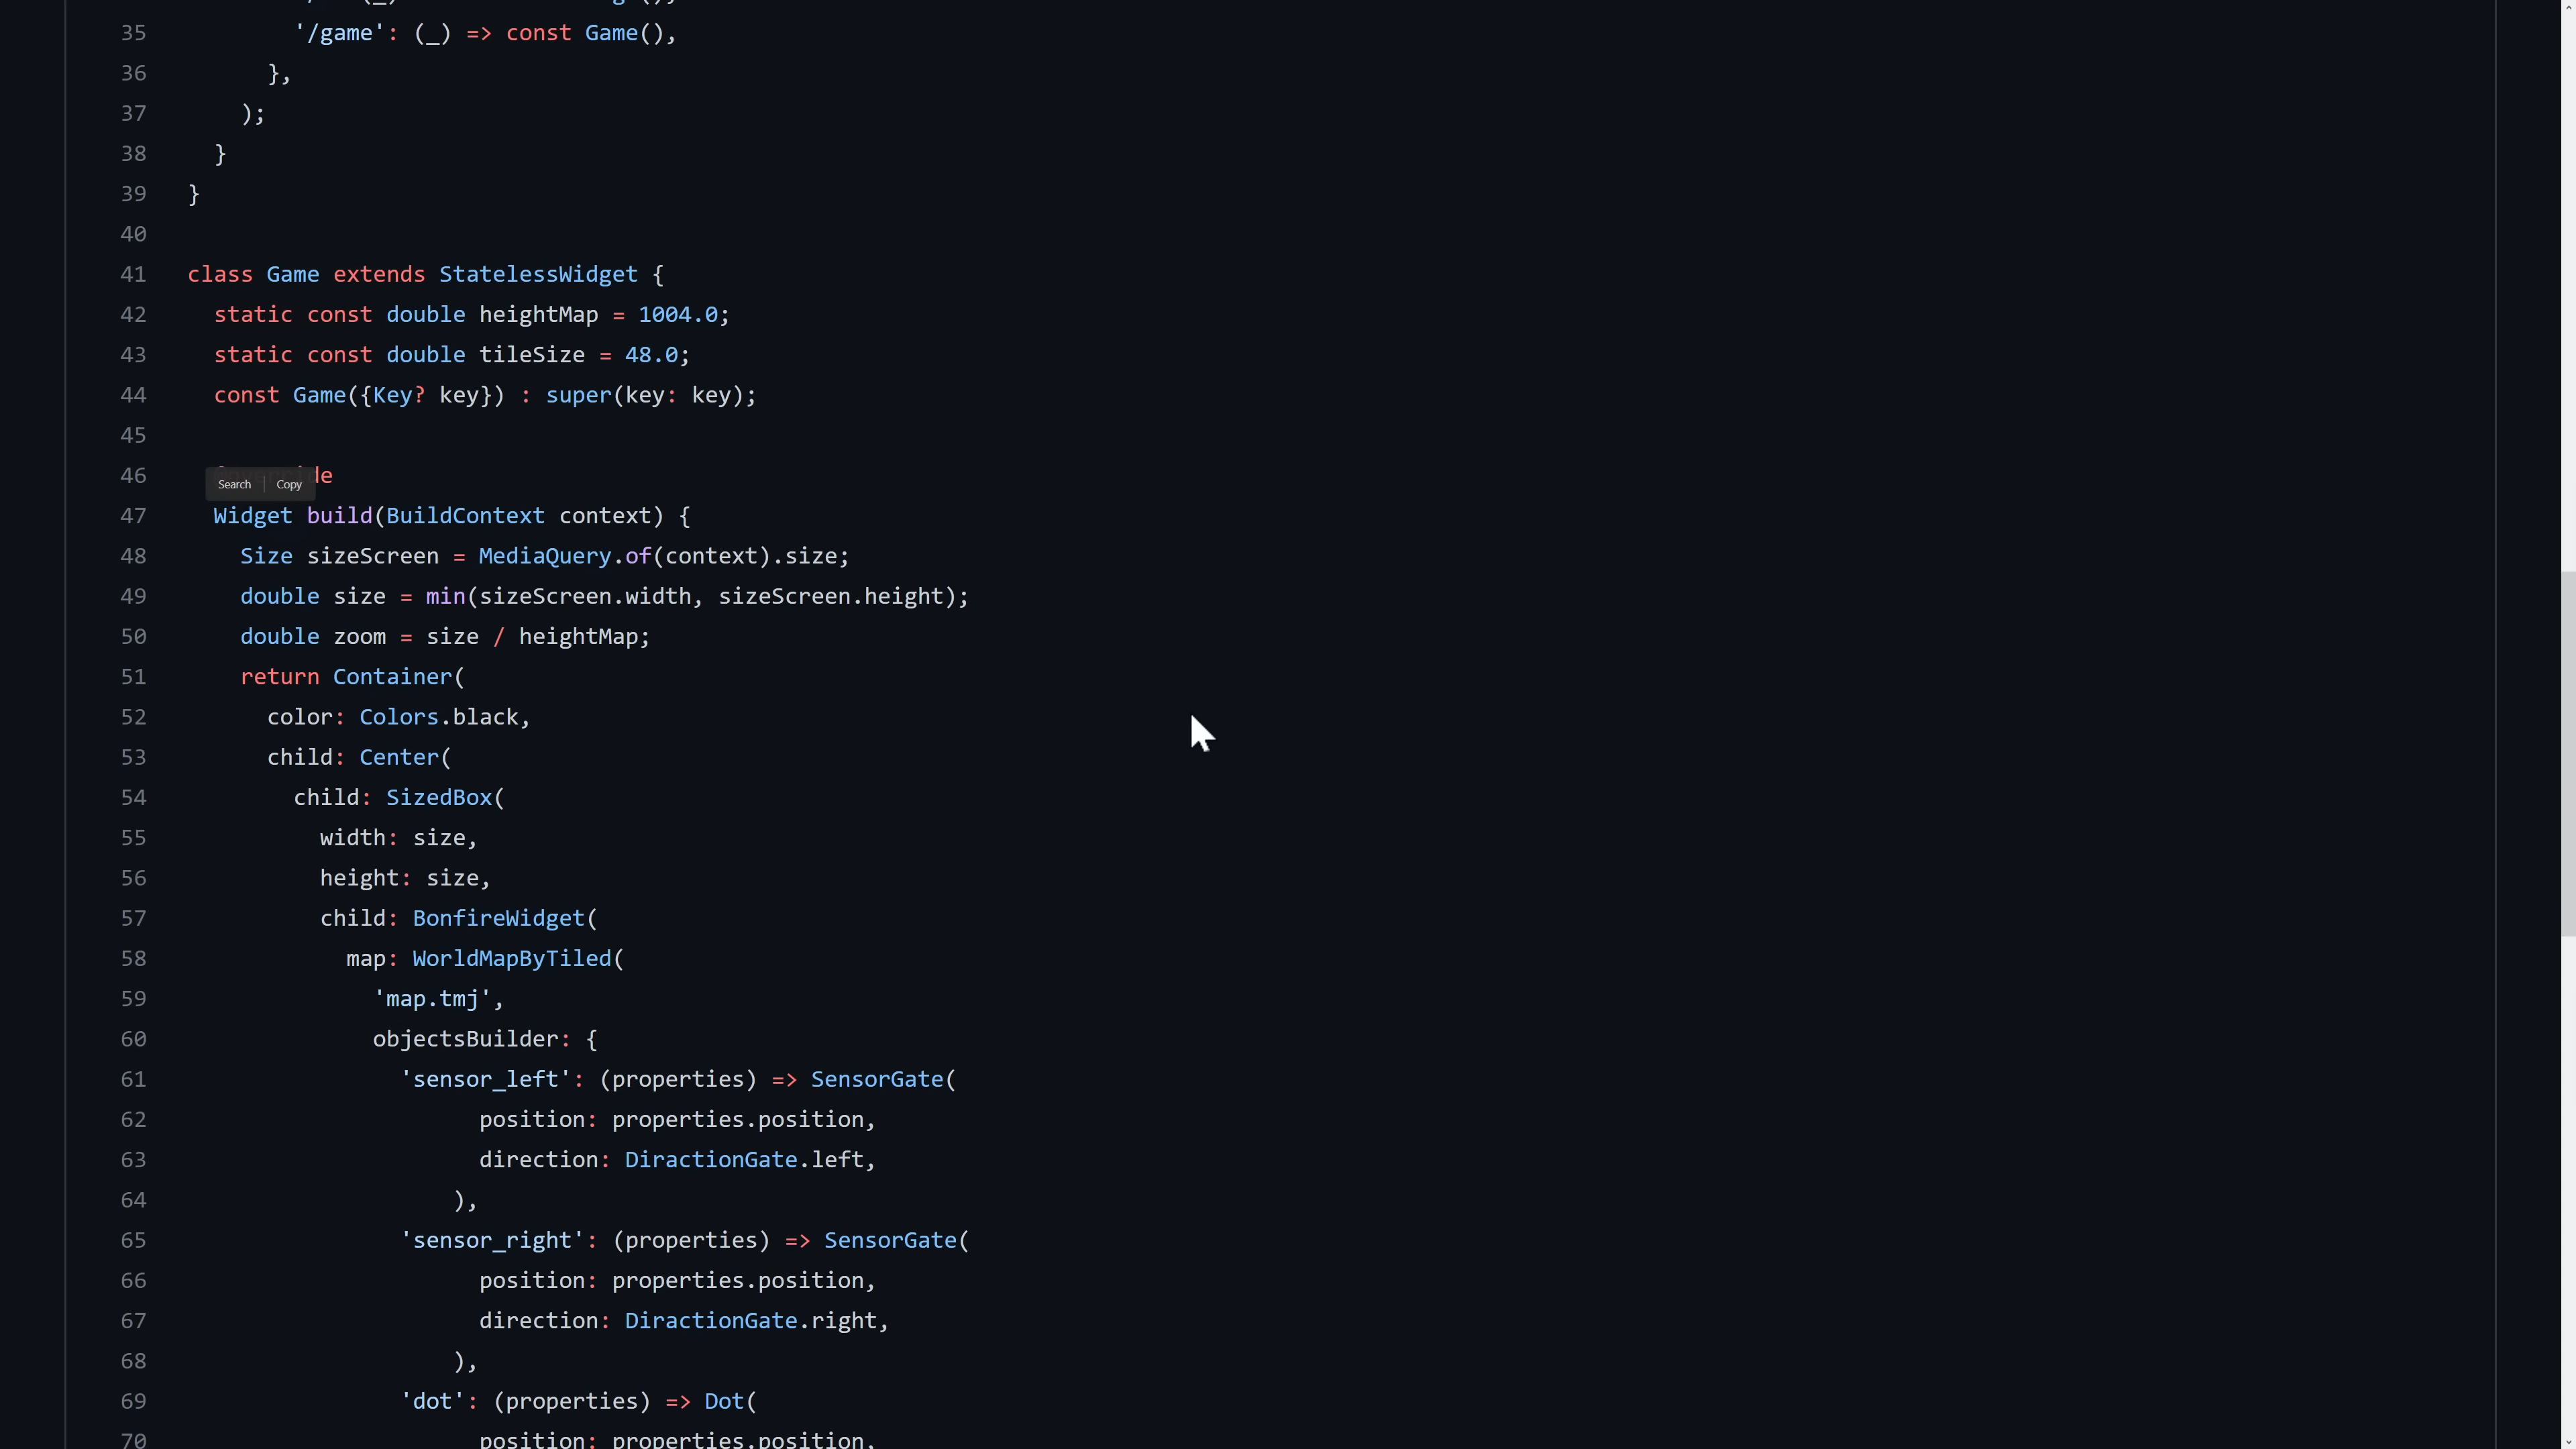 35 '/game': (_) => const Game(),
36 },
37 );
38 }
39 }
40
41 class Game extends StatelessWidget {
42 static const double heightMap = 1004.0;
43 static const double tileSize = 48.0;
44 const Game({Key? key}) : super(key: key);
45
46 de
Search | Copy
47 Widget build(BuildContext context) {
48 Size sizeScreen = MediaQuery.of(context).size;
49 double size = min(sizeScreen.width, sizeScreen.height);
50 double zoom = size / heightMap;
51 return Container(
52 color: Colors.black,
53 child: Center(
54 child: SizedBox(
55 width: size,
56 height: size,
57 child: BonfireWidget(
58 map: WorldMapByTiled(
59 'map.tmj',
60 objectsBuilder: {
61 'sensor_left': (properties) => SensorGate(
62 position: properties.position,
63 direction: DiractionGate.left,
64 ),
65 'sensor_right': (properties) => SensorGate(
66 position: properties.position,
67 direction: DiractionGate.right,
68 ),
69 'dot': (properties) => Dot(
70 position: properties.position,